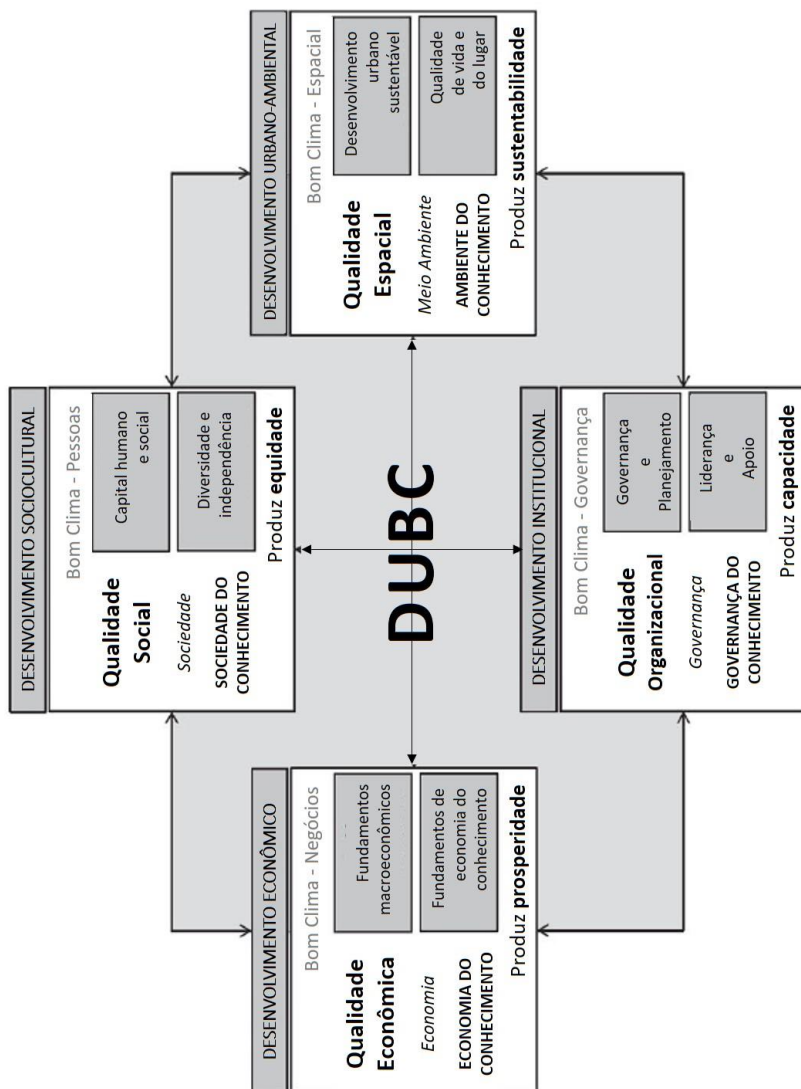 DESENVOLVIMENTO SOCIOCULTURAL
Bom Clima - Pessoas
Qualidade
Social
Sociedade
SOCIEDADE DO
CONHECIMENTO
Capital humano
e social
Diversidade e
independência
Produz equidade
DESENVOLVIMENTO ECONÔMICO
Bom Clima - Negócios
Qualidade
Econômica
Economia
ECONOMIA DO
CONHECIMENTO
Fundamentos
macroeconômicos
Fundamentos de
economia do
conhecimento
Produz prosperidade
DUBC
DESENVOLVIMENTO URBANO-AMBIENTAL
Bom Clima - Espacial
Qualidade
Espacial
Meio Ambiente
AMBIENTE DO
CONHECIMENTO
Desenvolvimento
urbano
sustentável
Qualidade
de vida e
do lugar
Produz sustentabilidade
DESENVOLVIMENTO INSTITUCIONAL
Bom Clima - Governança
Qualidade
Organizacional
Governança
GOVERNANÇA DO
CONHECIMENTO
Governança
e
Planejamento
Liderança
e
Apoio
Produz capacidade